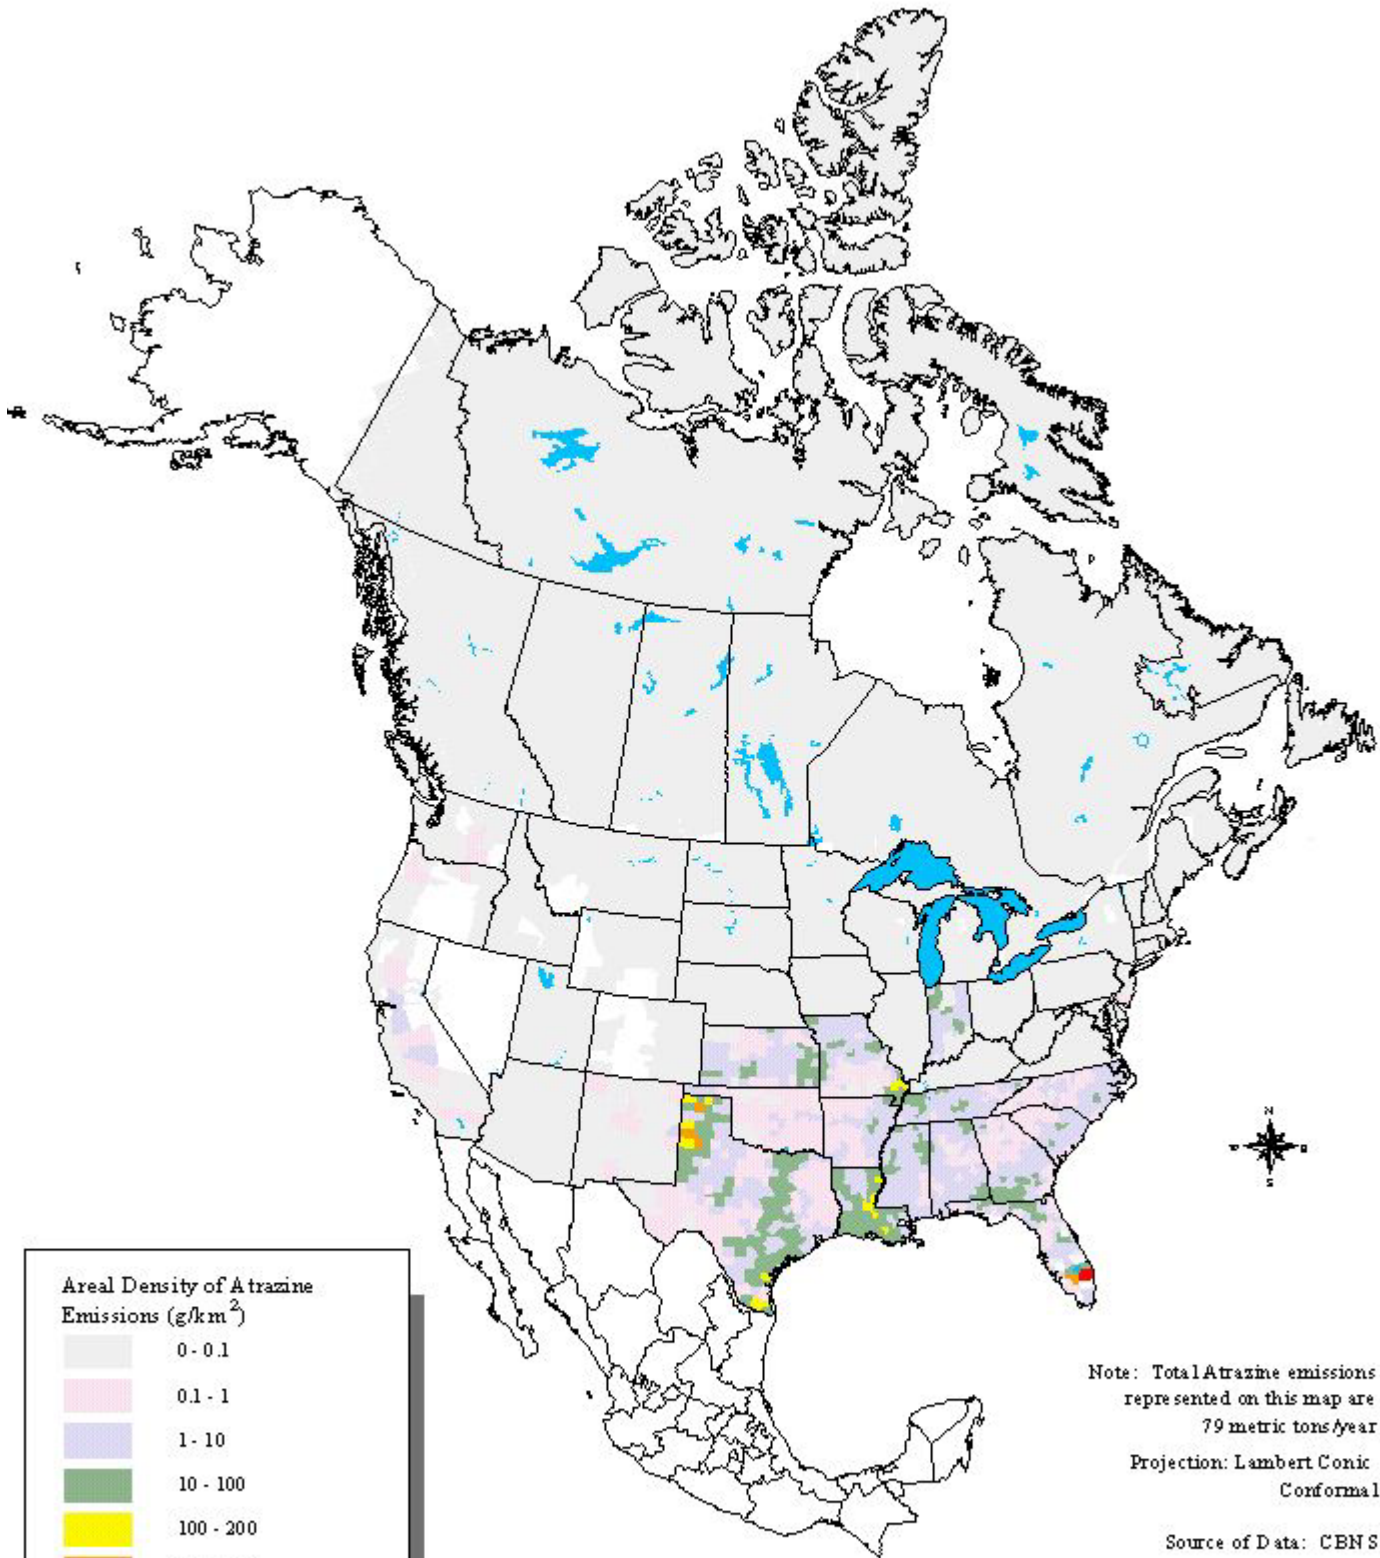 N
S
Areal Density of Atrazine
Emissions (g/km²)
0 - 0.1
0.1 - 1
1 - 10
10 - 100
100 - 200
Note: Total Atrazine emissions
represented on this map are
79 metric tons/year
Projection: Lambert Conic
Conformal
Source of Data: CBNS